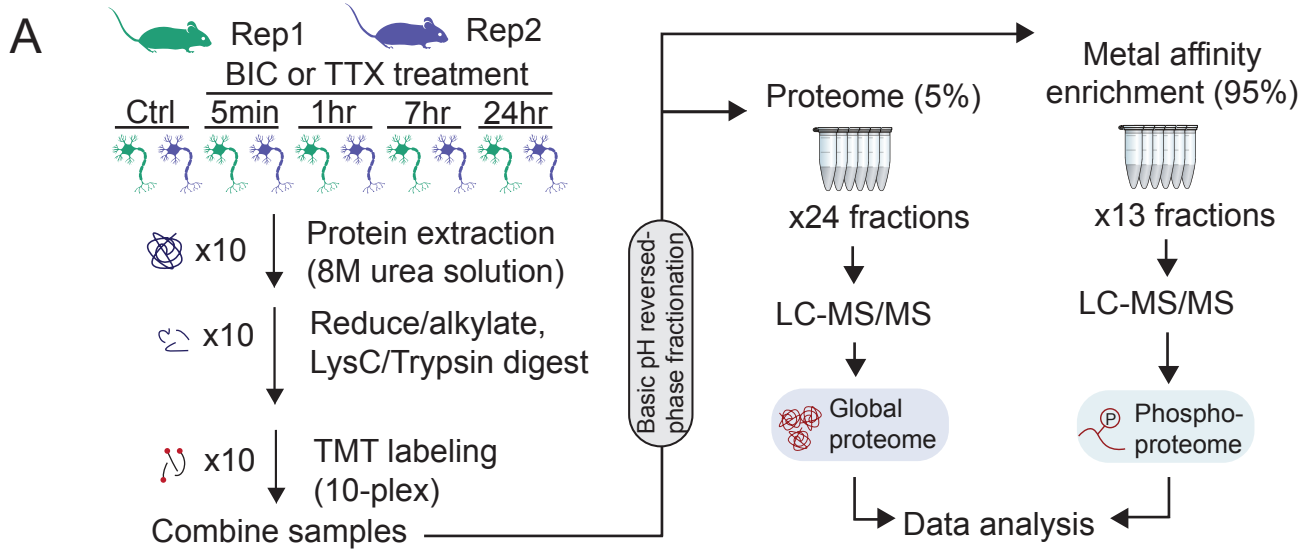 A
Rep1
Rep2
BIC or TTX treatment
Ctrl 5min 1hr 7hr 24hr
x10
Protein extraction
(8M urea solution)
x10
Reduce/alkylate,
LysC/Trypsin digest
x10
TMT labeling
(10-plex)
Combine samples
Basic pH reversed-
phase fractionation
Proteome (5%)
x24 fractions
LC-MS/MS
Global
proteome
Metal affinity
enrichment (95%)
x13 fractions
LC-MS/MS
P
Phospho-
proteome
Data analysis